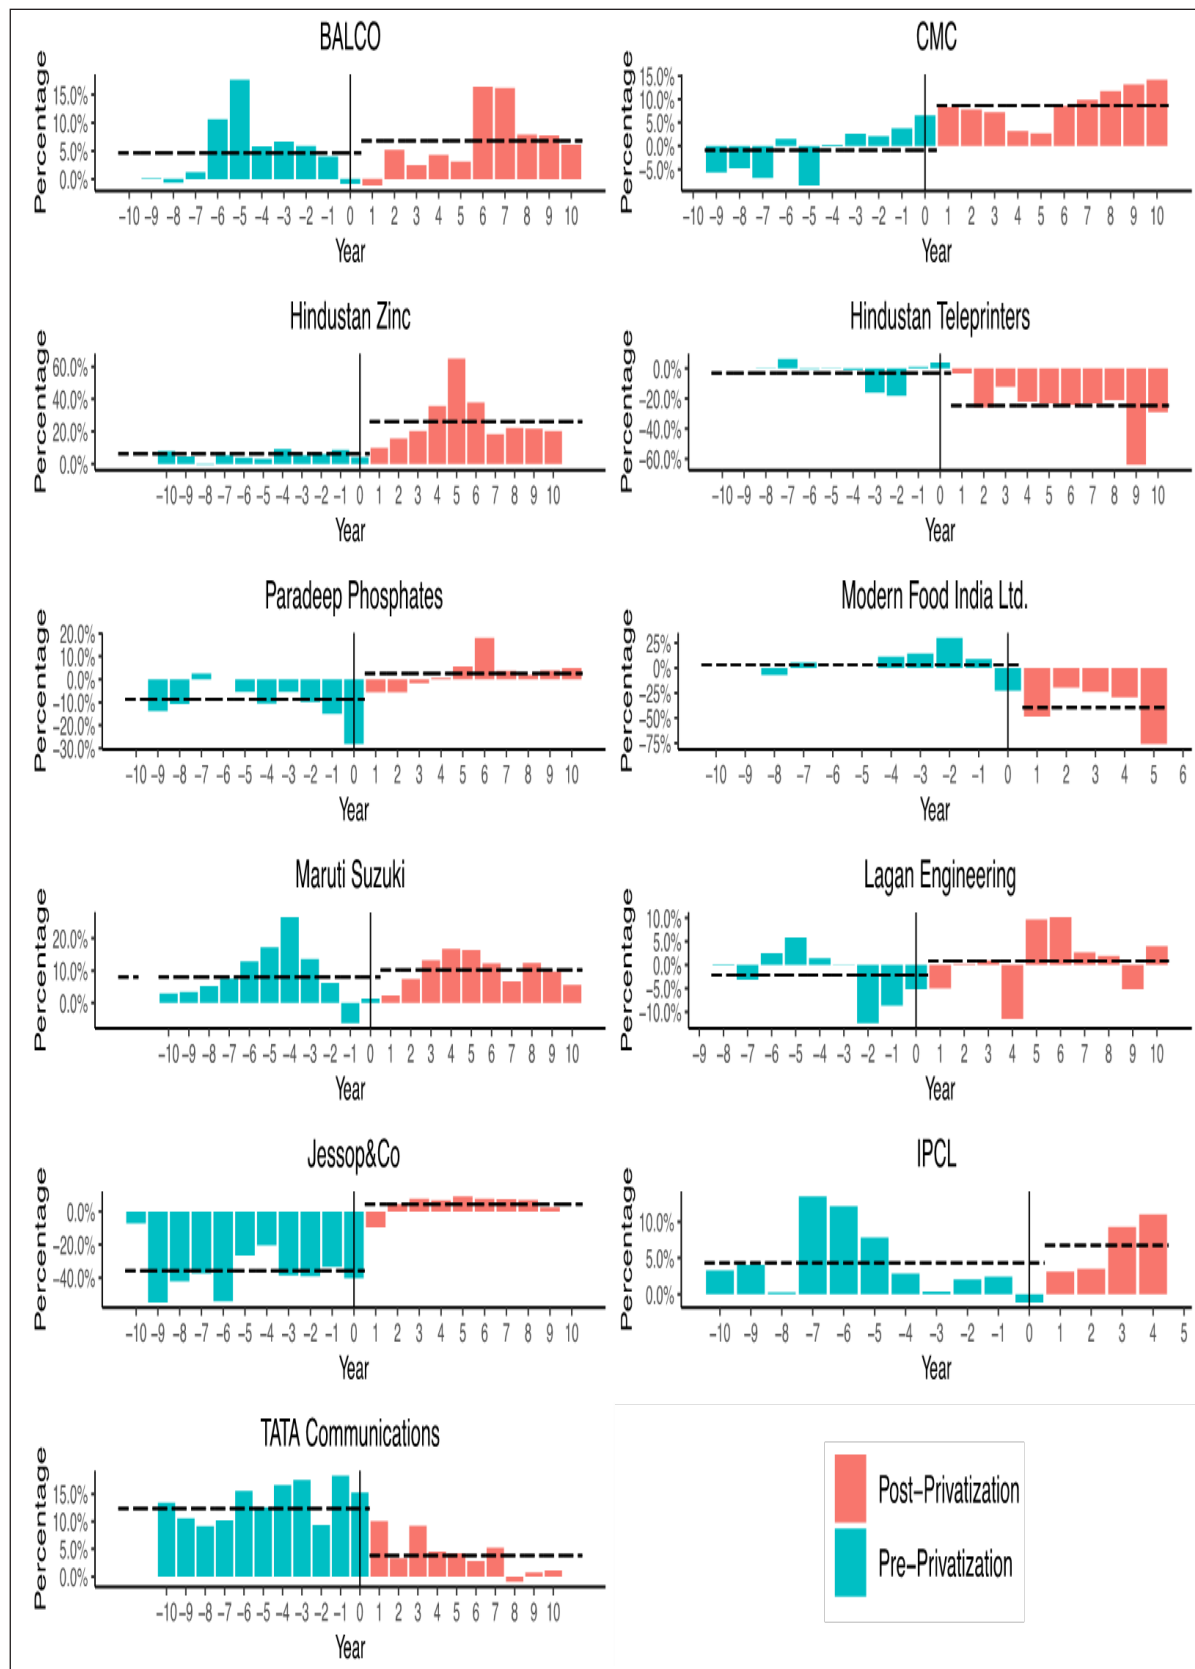 BALCO
Percentage
15.0%
10.0%
5.0%
0.0%
−10 −9 −8 −7 −6 −5 −4 −3 −2 −1 0 1 2 3 4 5 6 7 8 9 10
Year
CMC
Percentage
15.0%
10.0%
5.0%
0.0%
−5.0%
−10 −9 −8 −7 −6 −5 −4 −3 −2 −1 0 1 2 3 4 5 6 7 8 9 10
Year
Hindustan Zinc
Percentage
60.0%
40.0%
20.0%
0.0%
−10 −9 −8 −7 −6 −5 −4 −3 −2 −1 0 1 2 3 4 5 6 7 8 9 10
Year
Hindustan Teleprinters
Percentage
0.0%
−20.0%
−40.0%
−60.0%
−10 −9 −8 −7 −6 −5 −4 −3 −2 −1 0 1 2 3 4 5 6 7 8 9 10
Year
Paradeep Phosphates
Percentage
20.0%
10.0%
0.0%
−10.0%
−20.0%
−30.0%
−10 −9 −8 −7 −6 −5 −4 −3 −2 −1 0 1 2 3 4 5 6 7 8 9 10
Year
Modern Food India Ltd.
Percentage
25%
0%
−25%
−50%
−75%
−10 −9 −8 −7 −6 −5 −4 −3 −2 −1 0 1 2 3 4 5 6
Year
Maruti Suzuki
Percentage
20.0%
10.0%
0.0%
−10 −9 −8 −7 −6 −5 −4 −3 −2 −1 0 1 2 3 4 5 6 7 8 9 10
Year
Lagan Engineering
Percentage
10.0%
5.0%
0.0%
−5.0%
−10.0%
−9 −8 −7 −6 −5 −4 −3 −2 −1 0 1 2 3 4 5 6 7 8 9 10
Year
Jessop&Co
Percentage
0.0%
−20.0%
−40.0%
−10 −9 −8 −7 −6 −5 −4 −3 −2 −1 0 1 2 3 4 5 6 7 8 9 10
Year
IPCL
Percentage
10.0%
5.0%
0.0%
−10 −9 −8 −7 −6 −5 −4 −3 −2 −1 0 1 2 3 4 5
Year
TATA Communications
Percentage
15.0%
10.0%
5.0%
0.0%
−10 −9 −8 −7 −6 −5 −4 −3 −2 −1 0 1 2 3 4 5 6 7 8 9 10
Year
Post−Privatization
Pre−Privatization